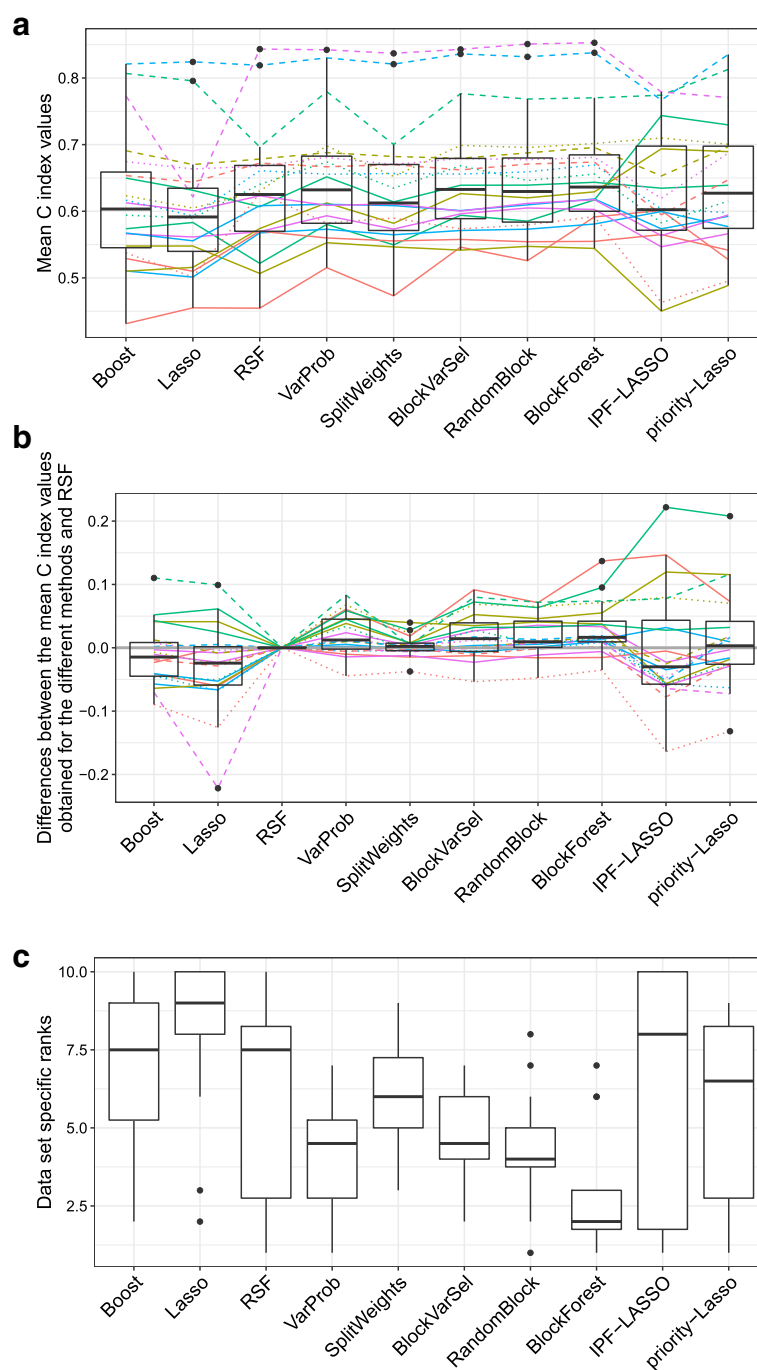 a
Mean C index values
0.8
0.7
0.6
0.5
Boost
Lasso
RSF
VarProb
SplitWeights
BlockVarSel
RandomBlock
BlockForest
IPF−LASSO
priority−Lasso
b
Differences between the mean C index values
obtained for the different methods and RSF
0.2
0.1
0.0
−0.1
−0.2
Boost
Lasso
RSF
VarProb
SplitWeights
BlockVarSel
RandomBlock
BlockForest
IPF−LASSO
priority−Lasso
c
Data set specific ranks
10.0
7.5
5.0
2.5
Boost
Lasso
RSF
VarProb
SplitWeights
BlockVarSel
RandomBlock
BlockForest
IPF−LASSO
priority−Lasso